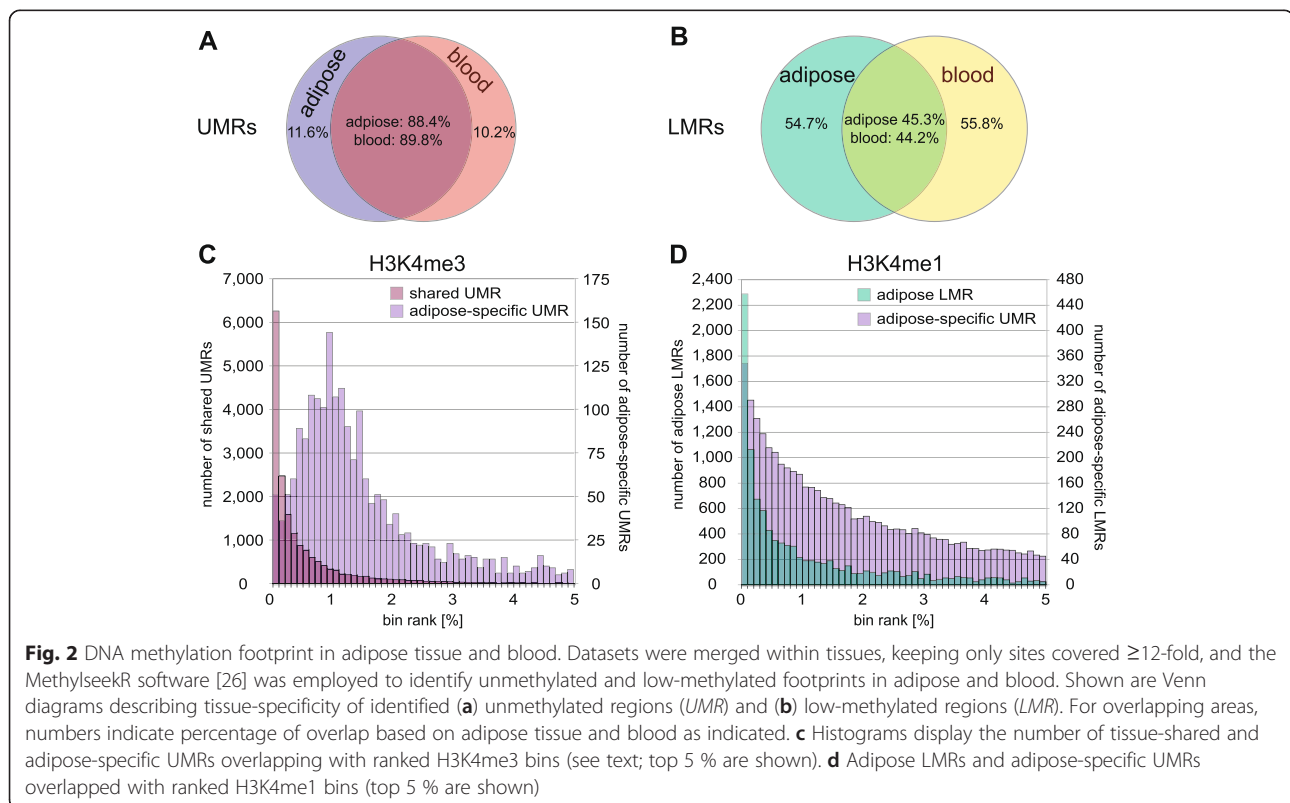 A
adipose
blood
UMRs
11.6%
adpiose: 88.4%
blood: 89.8%
10.2%
B
adipose
blood
LMRs
54.7%
adipose 45.3%
blood: 44.2%
55.8%
C
H3K4me3
shared UMR
adipose-specific UMR
number of shared UMRs
7,000
6,000
5,000
4,000
3,000
2,000
1,000
0
175
150
125
100
75
50
25
0
number of adipose-specific UMRs
0 1 2 3 4 5
bin rank [%]
D
H3K4me1
adipose LMR
adipose-specific UMR
number of adipose LMRs
2,400
2,200
2,000
1,800
1,600
1,400
1,200
1,000
800
600
400
200
0
480
440
400
360
320
280
240
200
160
120
80
40
0
number of adipose-specific LMRs
0 1 2 3 4 5
bin rank [%]
Fig. 2 DNA methylation footprint in adipose tissue and blood. Datasets were merged within tissues, keeping only sites covered ≥12-fold, and the
MethylseekR software [26] was employed to identify unmethylated and low-methylated footprints in adipose and blood. Shown are Venn
diagrams describing tissue-specificity of identified (a) unmethylated regions (UMR) and (b) low-methylated regions (LMR). For overlapping areas,
numbers indicate percentage of overlap based on adipose tissue and blood as indicated. c Histograms display the number of tissue-shared and
adipose-specific UMRs overlapping with ranked H3K4me3 bins (see text; top 5 % are shown). d Adipose LMRs and adipose-specific UMRs
overlapped with ranked H3K4me1 bins (top 5 % are shown)